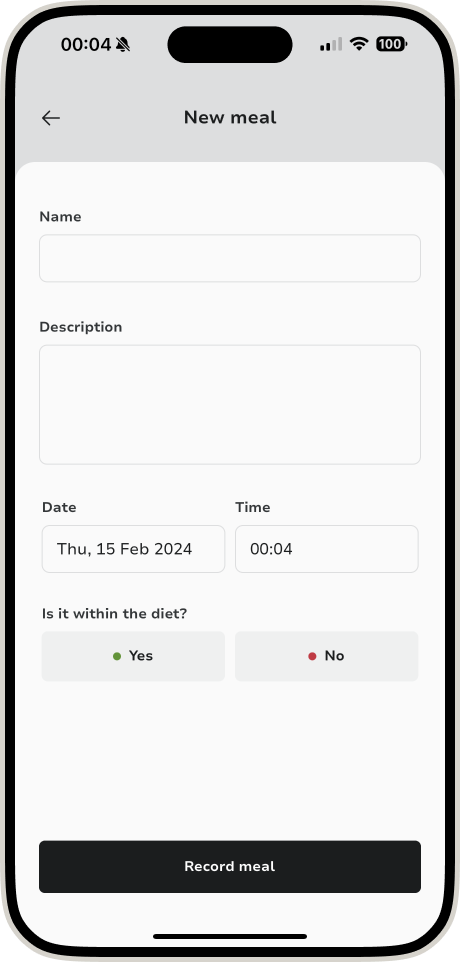 00:04
100
New meal
Name
Description
Date Time
Thu, 15 Feb 2024 00:04
Is it within the diet?
Yes No
Record meal